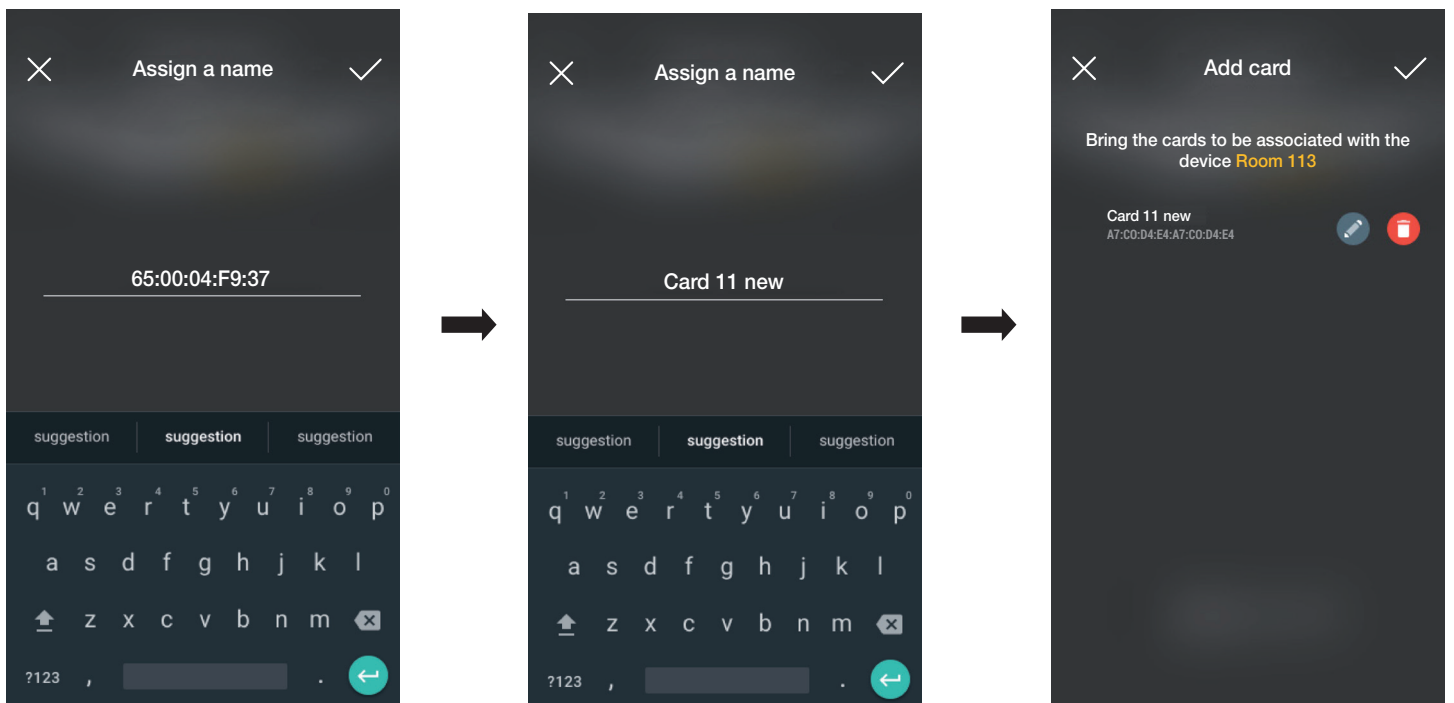 Assign a name
65:00:04:F9:37
suggestion suggestion suggestion
1 2 3 4 5 6 7 8 9 0
q w e r t y u i o p
a s d f g h j k l
z x c v b n m
?123 , .
Assign a name
Card 11 new
suggestion suggestion suggestion
1 2 3 4 5 6 7 8 9 0
q w e r t y u i o p
a s d f g h j k l
z x c v b n m
?123 , .
Add card
Bring the cards to be associated with the
device Room 113
Card 11 new
A7:C0:D4:E4:A7:C0:D4:E4